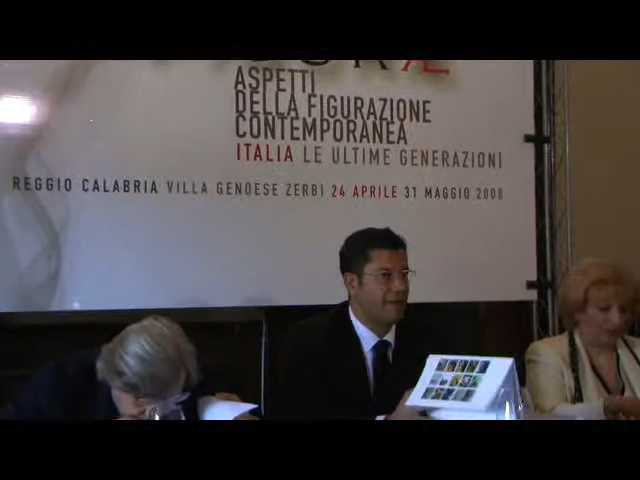 ASPETTI
DELLA FIGURAZIONE
CONTEMPORANEA
ITALIA LE ULTIME GENERAZIONI
REGGIO CALABRIA VILLA GENOESE ZERBI 24 APRILE 31 MAGGIO 2008